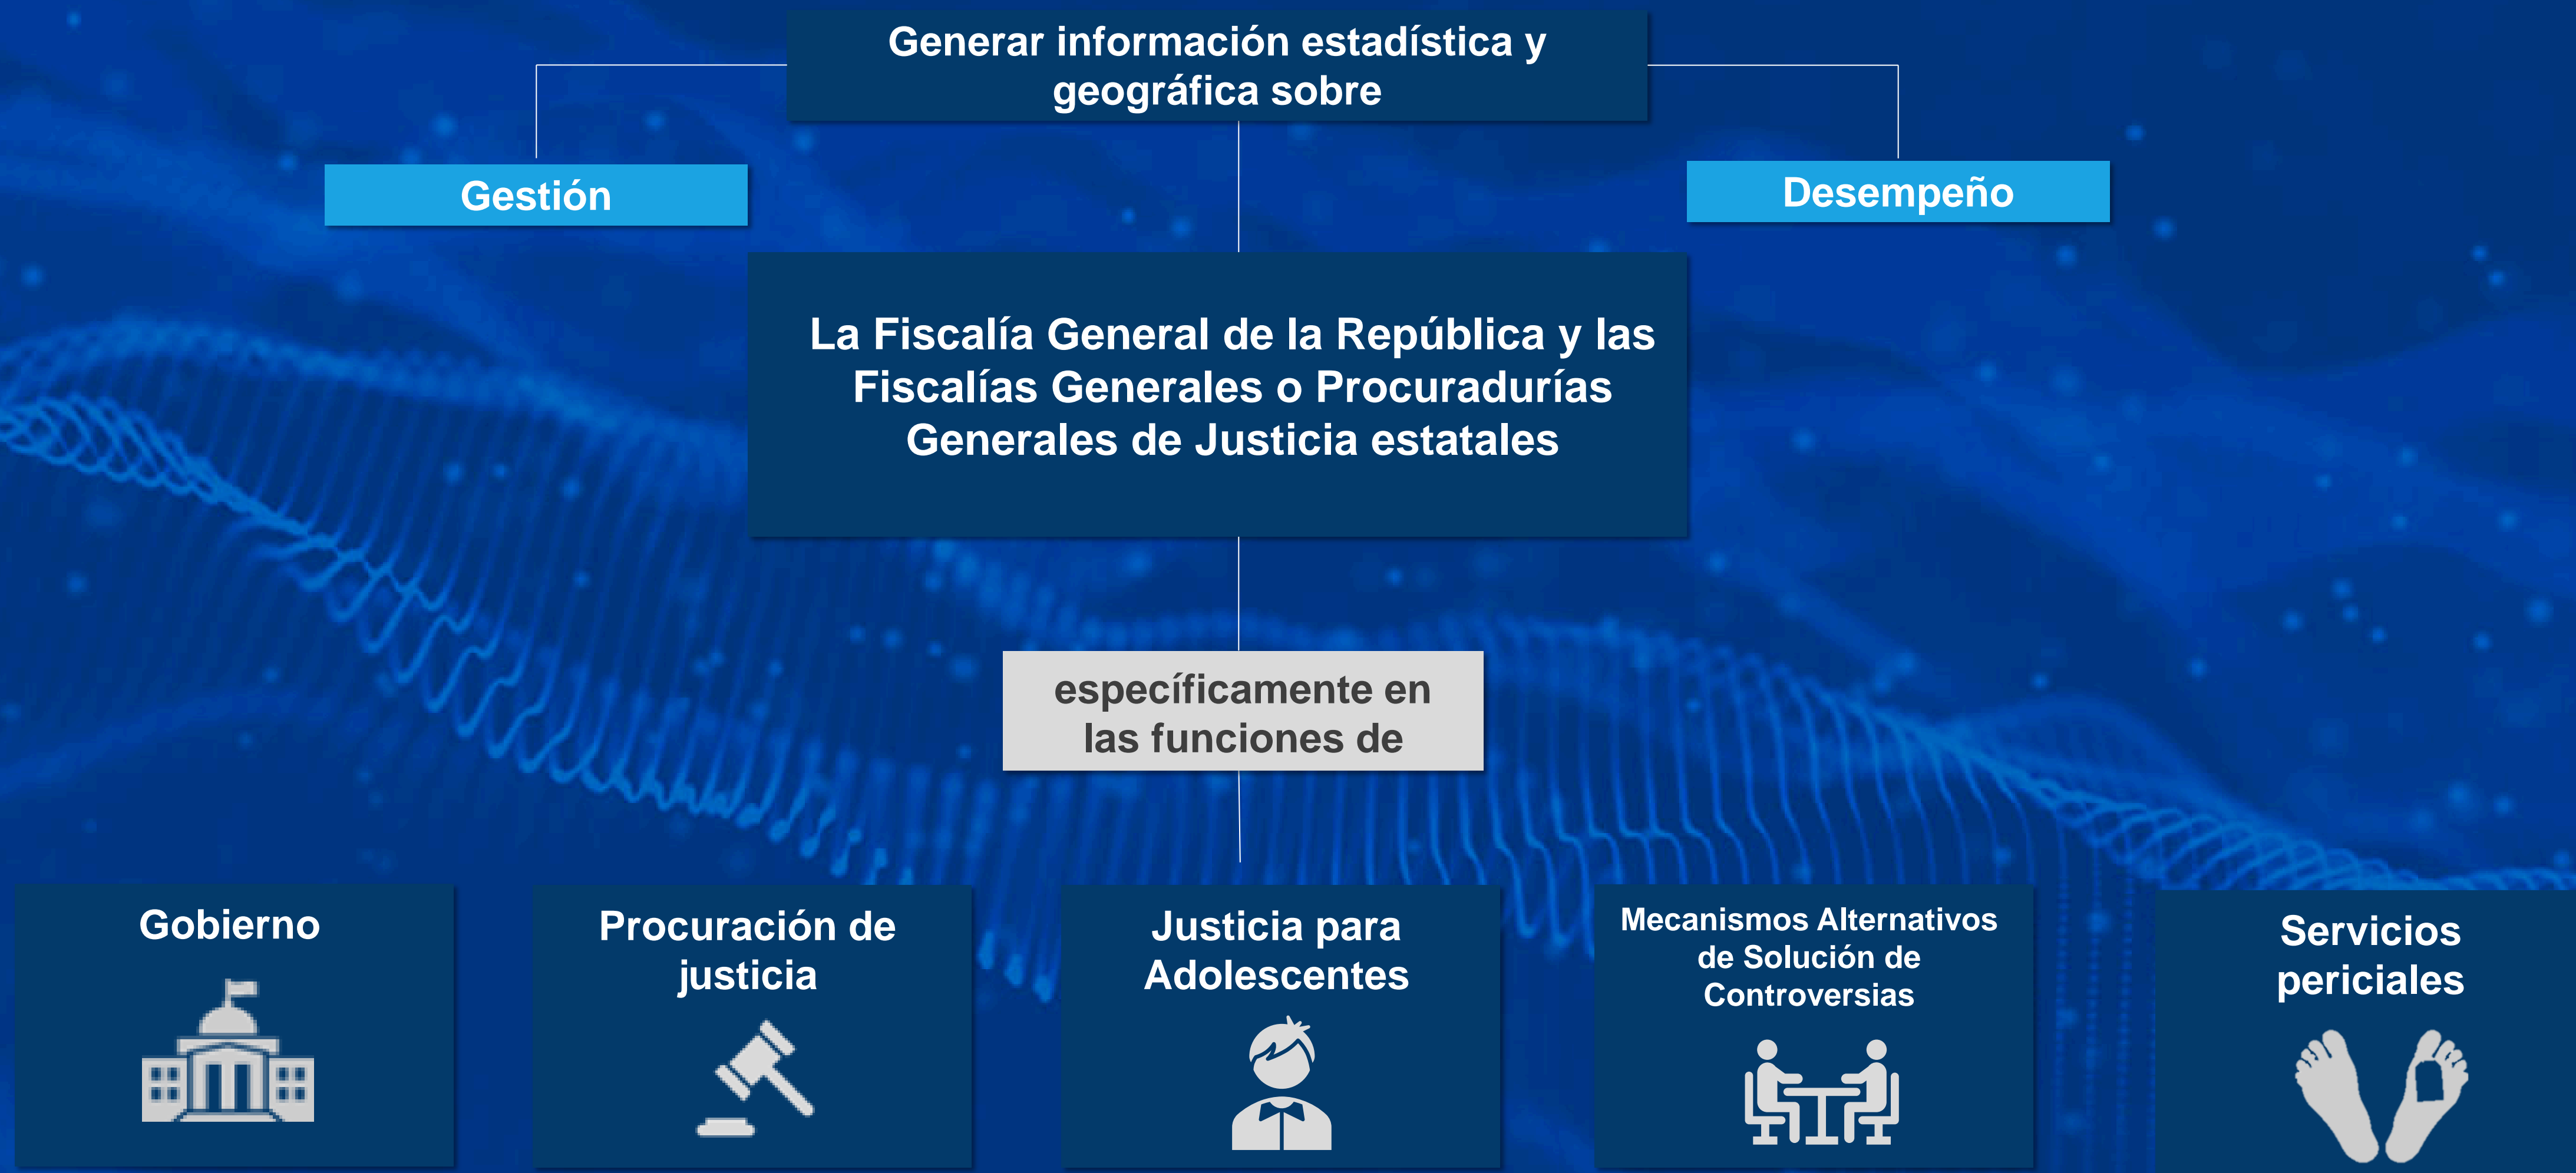 Generar información estadística y
geográfica sobre
Gestión
Desempeño
La Fiscalía General de la República y las
Fiscalías Generales o Procuradurías
Generales de Justicia estatales
específicamente en
las funciones de
Gobierno
Procuración de
justicia
Justicia para
Adolescentes
Mecanismos Alternativos
de Solución de
Controversias
Servicios
periciales